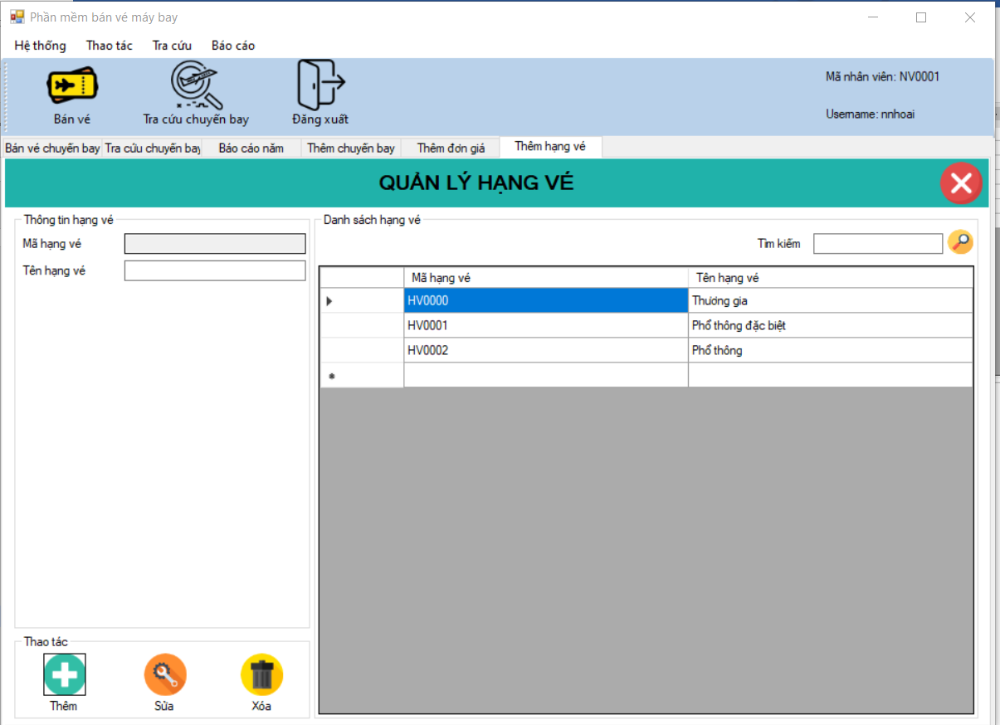 Phần mềm bán vé máy bay
Hệ thống Thao tác Tra cứu Báo cáo
Bán vé Tra cứu chuyến bay Đăng xuất
Mã nhân viên: NV0001
Username: nnhoai
Bán vé chuyến bay Tra cứu chuyến bay Báo cáo năm Thêm chuyến bay Thêm đơn giá Thêm hạng vé
QUẢN LÝ HẠNG VÉ
Thông tin hạng vé
Mã hạng vé
Tên hạng vé
Danh sách hạng vé
Tìm kiếm
Mã hạng vé Tên hạng vé
HV0000 Thương gia
HV0001 Phổ thông đặc biệt
HV0002 Phổ thông
Thao tác
Thêm Sửa Xóa